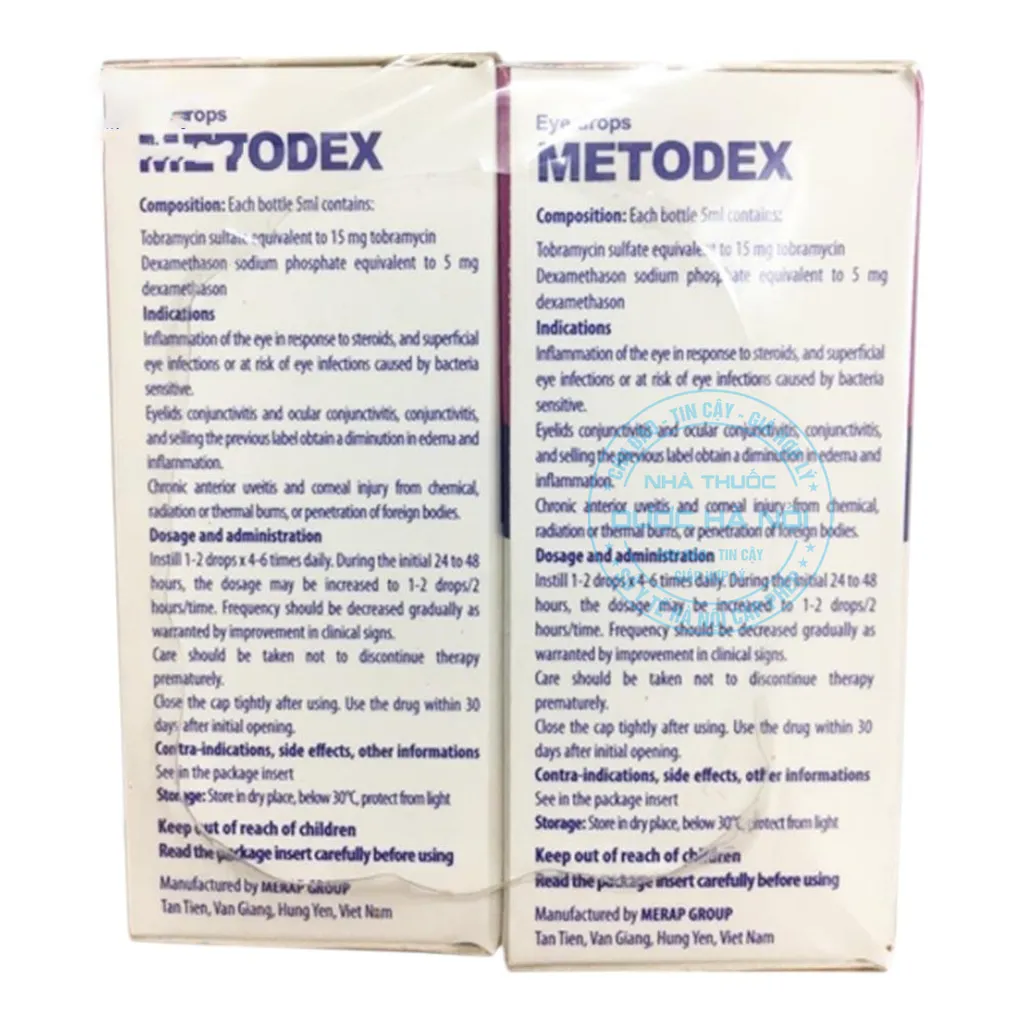 rops
METODEX
Composition: Each bottle 5ml contains:
Tobramycin sulfate equivalent to 15 mg tobramycin
Dexamethason sodium phosphate equivalent to 5 mg
dexamethason
Indications
Inflammation of the eye in response to steroids, and superficial
eye infections or at risk of eye infections caused by bacteria
sensitive.
Eyelids conjunctivitis and ocular conjunctivitis, conjunctivitis,
and selling the previous label obtain a diminution in edema and
inflammation.
Chronic anterior uveitis and corneal injury from chemical,
radiation or thermal burns, or penetration of foreign bodies.
Dosage and administration
Instill 1-2 drops x 4-6 times daily. During the initial 24 to 48
hours, the dosage may be increased to 1-2 drops/2
hours/time. Frequency should be decreased gradually as
warranted by improvement in clinical signs.
Care should be taken not to discontinue therapy
prematurely.
Close the cap tightly after using. Use the drug within 30
days after initial opening.
Contra-indications, side effects, other informations
See in the package insert
Storage: Store in dry place, below 30°C, protect from light
Keep out of reach of children
Read the package insert carefully before using
Manufactured by MERAP GROUP
Tan Tien, Van Giang, Hung Yen, Viet Nam
Eye drops
METODEX
Composition: Each bottle 5ml contains:
Tobramycin sulfate equivalent to 15 mg tobramycin
Dexamethason sodium phosphate equivalent to 5 mg
dexamethason
Indications
Inflammation of the eye in response to steroids, and superficial
eye infections or at risk of eye infections caused by bacteria
sensitive.
Eyelids conjunctivitis and ocular conjunctivitis, conjunctivitis,
and selling the previous label obtain a diminution in edema and
inflammation.
Chronic anterior uveitis and corneal injury from chemical,
radiation or thermal burns, or penetration of foreign bodies.
Dosage and administration
Instill 1-2 drops x 4-6 times daily. During the initial 24 to 48
hours, the dosage may be increased to 1-2 drops/2
hours/time. Frequency should be decreased gradually as
warranted by improvement in clinical signs.
Care should be taken not to discontinue therapy
prematurely.
Close the cap tightly after using. Use the drug within 30
days after initial opening.
Contra-indications, side effects, other informations
See in the package insert
Storage: Store in dry place, below 30°C, protect from light
Keep out of reach of children
Read the package insert carefully before using
Manufactured by MERAP GROUP
Tan Tien, Van Giang, Hung Yen, Viet Nam
TIN CẬY - GIÁ HỢP LÝ
NHÀ THUỐC
QUỐC HÀ NỘI
TIN CẬY
Y TẾ HÀ NỘI CẤP PHÉP